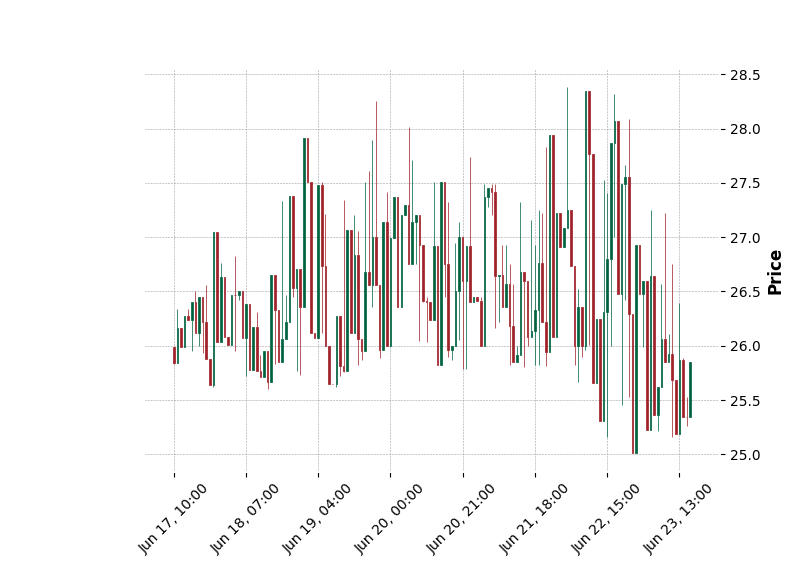 28.5
28.0
27.5
27.0
26.5
26.0
25.5
25.0
Price
Jun 17, 10:00
Jun 18, 07:00
Jun 19, 04:00
Jun 20, 00:00
Jun 20, 21:00
Jun 21, 18:00
Jun 22, 15:00
Jun 23, 13:00